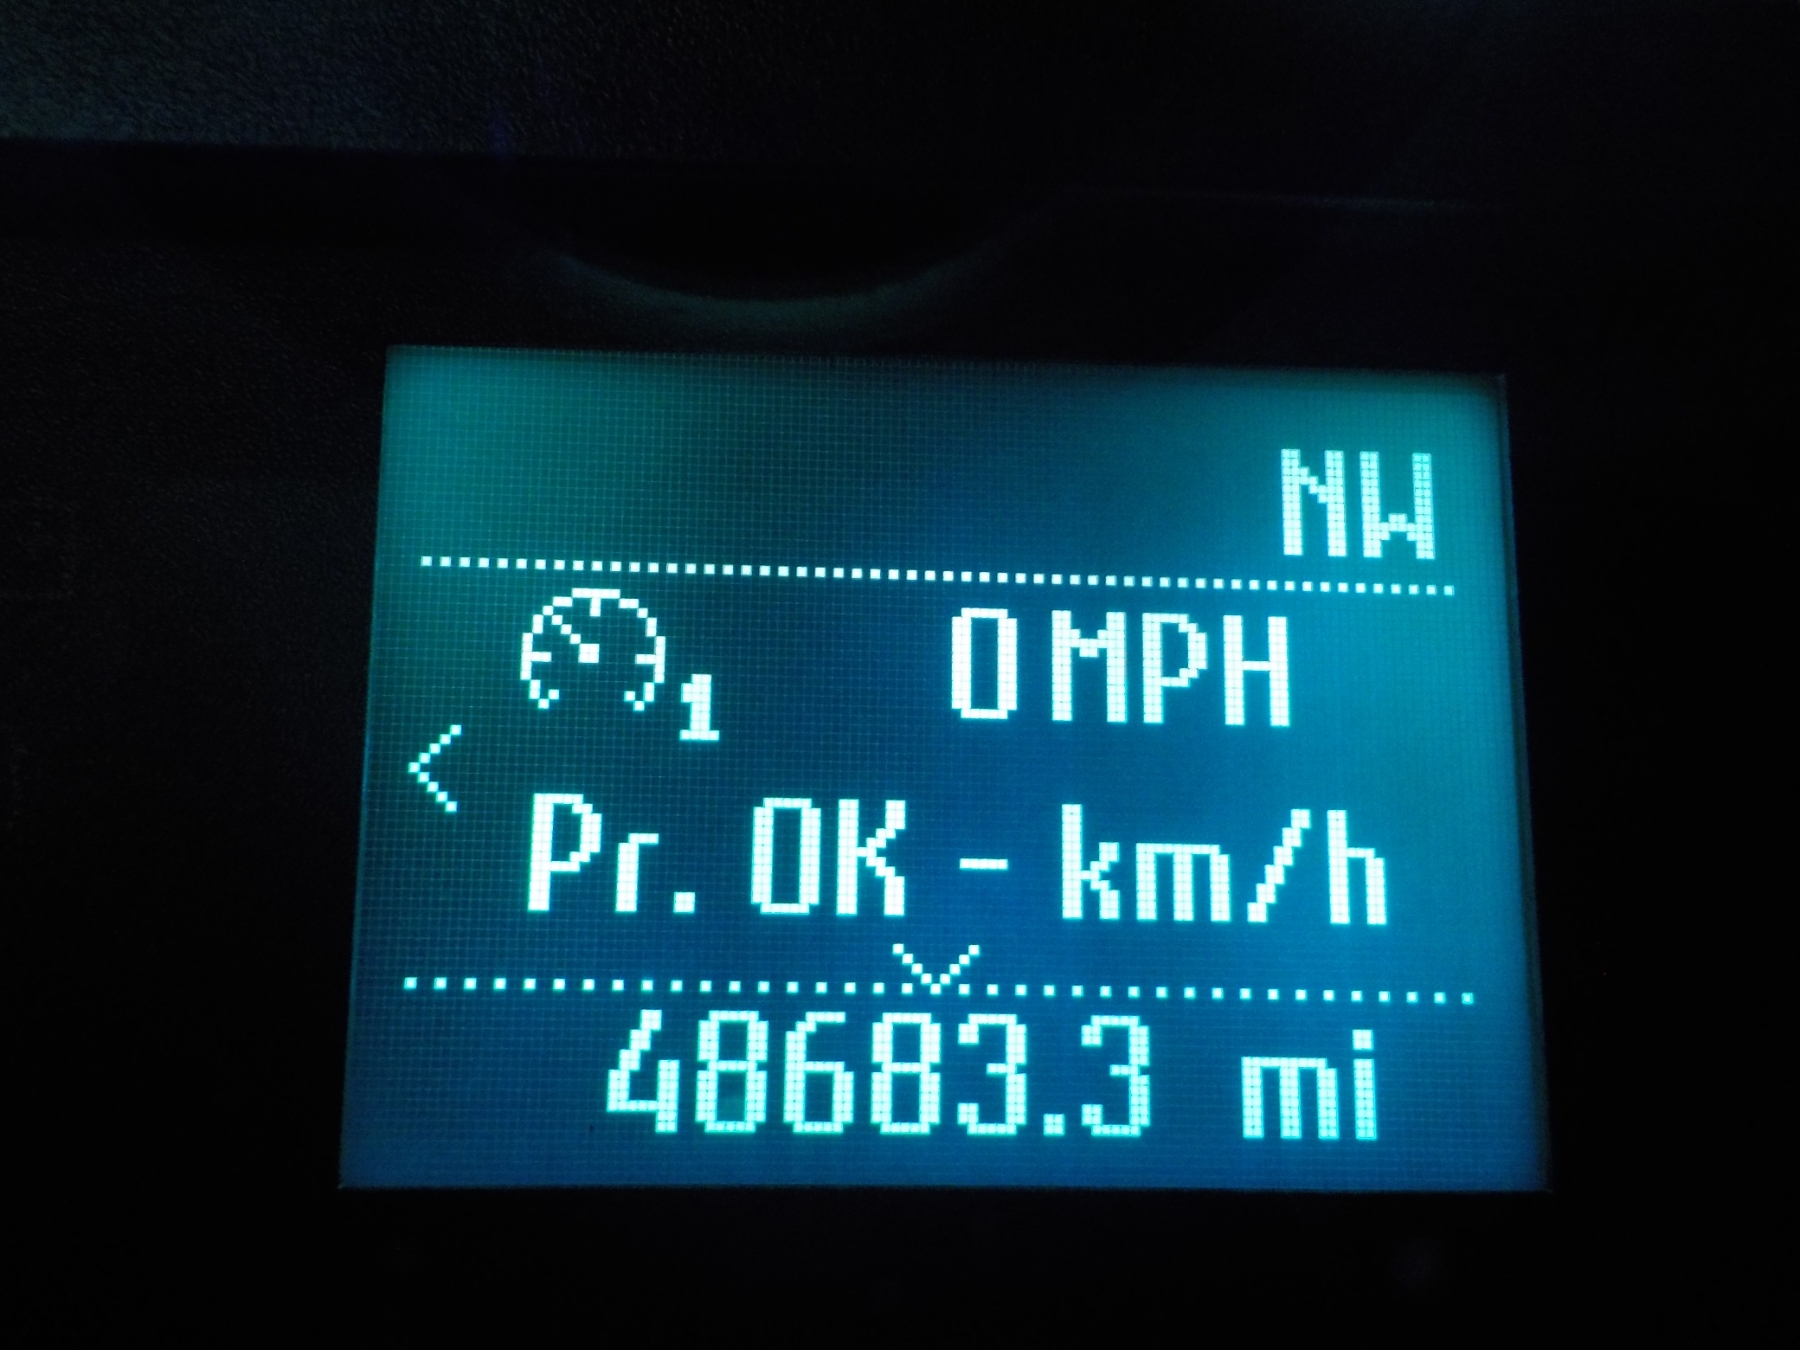 NW
1 0 MPH
Pr. OK - km/h
48683.3 mi